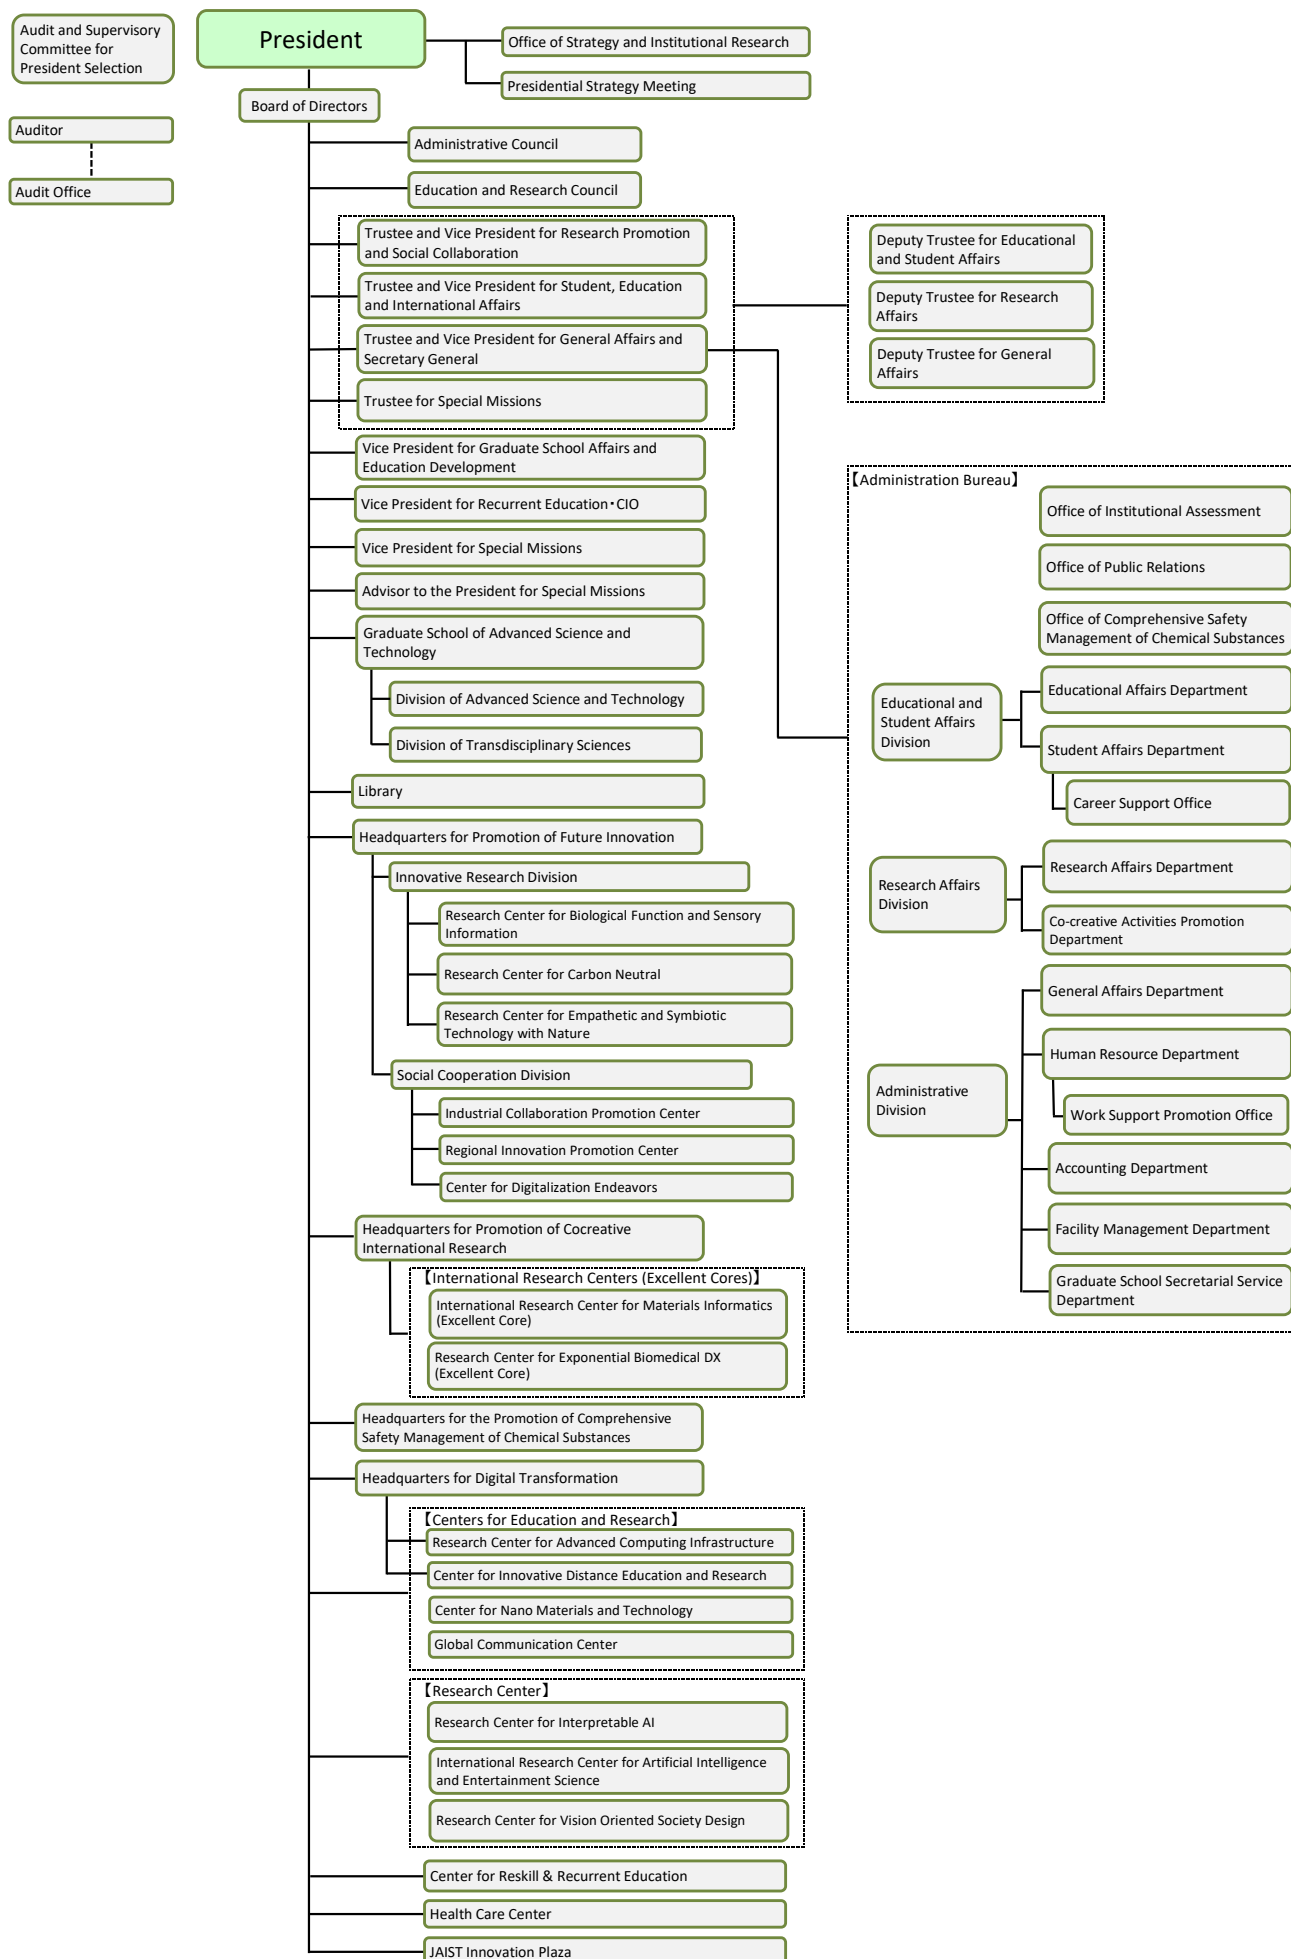 Audit and Supervisory
Committee for
President Selection
President
Office of Strategy and Institutional Research
Presidential Strategy Meeting
Board of Directors
Auditor
Audit Office
Administrative Council
Education and Research Council
Trustee and Vice President for Research Promotion
and Social Collaboration
Trustee and Vice President for Student, Education
and International Affairs
Trustee and Vice President for General Affairs and
Secretary General
Trustee for Special Missions
Deputy Trustee for Educational
and Student Affairs
Deputy Trustee for Research
Affairs
Deputy Trustee for General
Affairs
Vice President for Graduate School Affairs and
Education Development
Vice President for Recurrent Education・CIO
Vice President for Special Missions
Advisor to the President for Special Missions
Graduate School of Advanced Science and
Technology
Division of Advanced Science and Technology
Division of Transdisciplinary Sciences
Library
Headquarters for Promotion of Future Innovation
Innovative Research Division
Research Center for Biological Function and Sensory
Information
Research Center for Carbon Neutral
Research Center for Empathetic and Symbiotic
Technology with Nature
Social Cooperation Division
Industrial Collaboration Promotion Center
Regional Innovation Promotion Center
Center for Digitalization Endeavors
Headquarters for Promotion of Cocreative
International Research
【International Research Centers (Excellent Cores)】
International Research Center for Materials Informatics
(Excellent Core)
Research Center for Exponential Biomedical DX
(Excellent Core)
Headquarters for the Promotion of Comprehensive
Safety Management of Chemical Substances
Headquarters for Digital Transformation
【Centers for Education and Research】
Research Center for Advanced Computing Infrastructure
Center for Innovative Distance Education and Research
Center for Nano Materials and Technology
Global Communication Center
【Research Center】
Research Center for Interpretable AI
International Research Center for Artificial Intelligence
and Entertainment Science
Research Center for Vision Oriented Society Design
Center for Reskill & Recurrent Education
Health Care Center
JAIST Innovation Plaza
【Administration Bureau】
Office of Institutional Assessment
Office of Public Relations
Office of Comprehensive Safety
Management of Chemical Substances
Educational and
Student Affairs
Division
Educational Affairs Department
Student Affairs Department
Career Support Office
Research Affairs
Division
Research Affairs Department
Co-creative Activities Promotion
Department
Administrative
Division
General Affairs Department
Human Resource Department
Work Support Promotion Office
Accounting Department
Facility Management Department
Graduate School Secretarial Service
Department